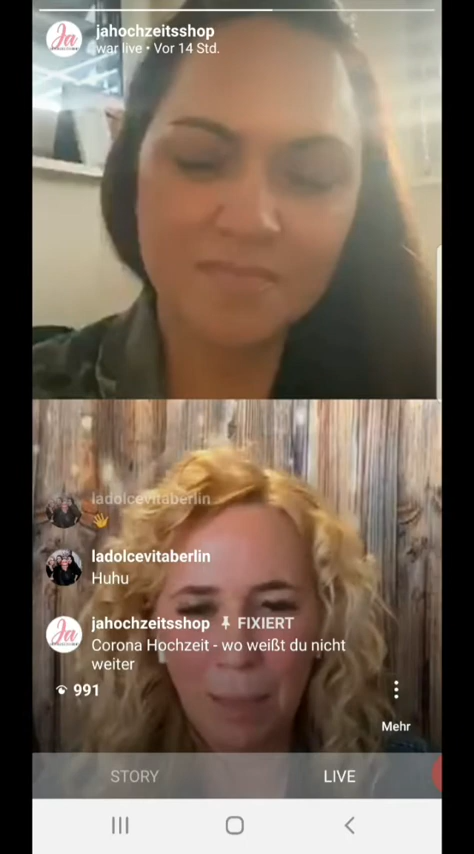 jahochzeitsshop
war live • Vor 14 Std.
ladolcevitaberlin
👋
ladolcevitaberlin
Huhu
jahochzeitsshop 📌 FIXIERT
Corona Hochzeit - wo weißt du nicht
weiter
991
Mehr
STORY
LIVE